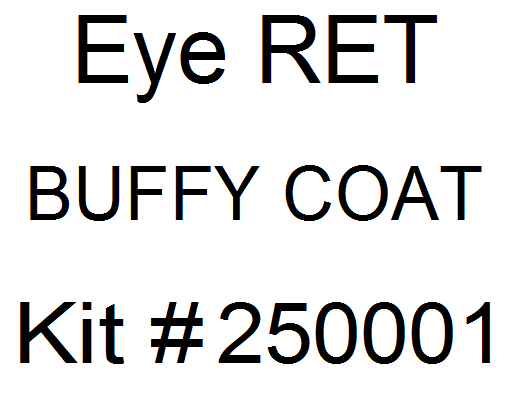 Eye RET
BUFFY COAT
Kit #250001